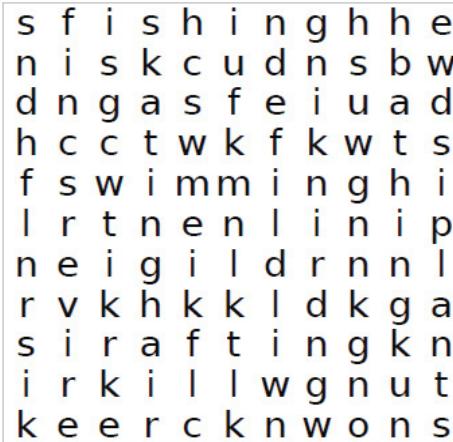 s f i s h i n g h h e
n i s k c u d n s b w
d n g a s f e i u a d
h c c t w k f k w t s
f s w i m m i n g h i
l r t n e n l i n i p
n e i g i l d r n n l
r v k h k k l d k g a
s i r a f t i n g k n
i r k i l l w g n u t
k e e r c k n w o n s